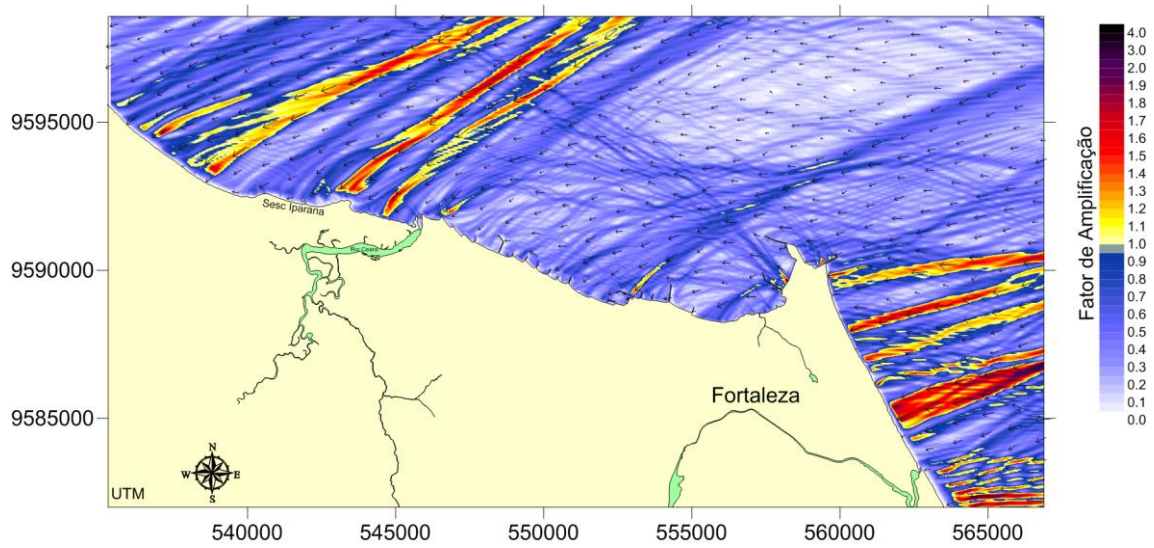 9595000
9590000
9585000
Sesc Iparana
Rio Ceará
Fortaleza
N
W E
S
UTM
540000 545000 550000 555000 560000 565000
Fator de Amplificação
4.0
3.0
2.0
1.9
1.8
1.7
1.6
1.5
1.4
1.3
1.2
1.1
1.0
0.9
0.8
0.7
0.6
0.5
0.4
0.3
0.2
0.1
0.0